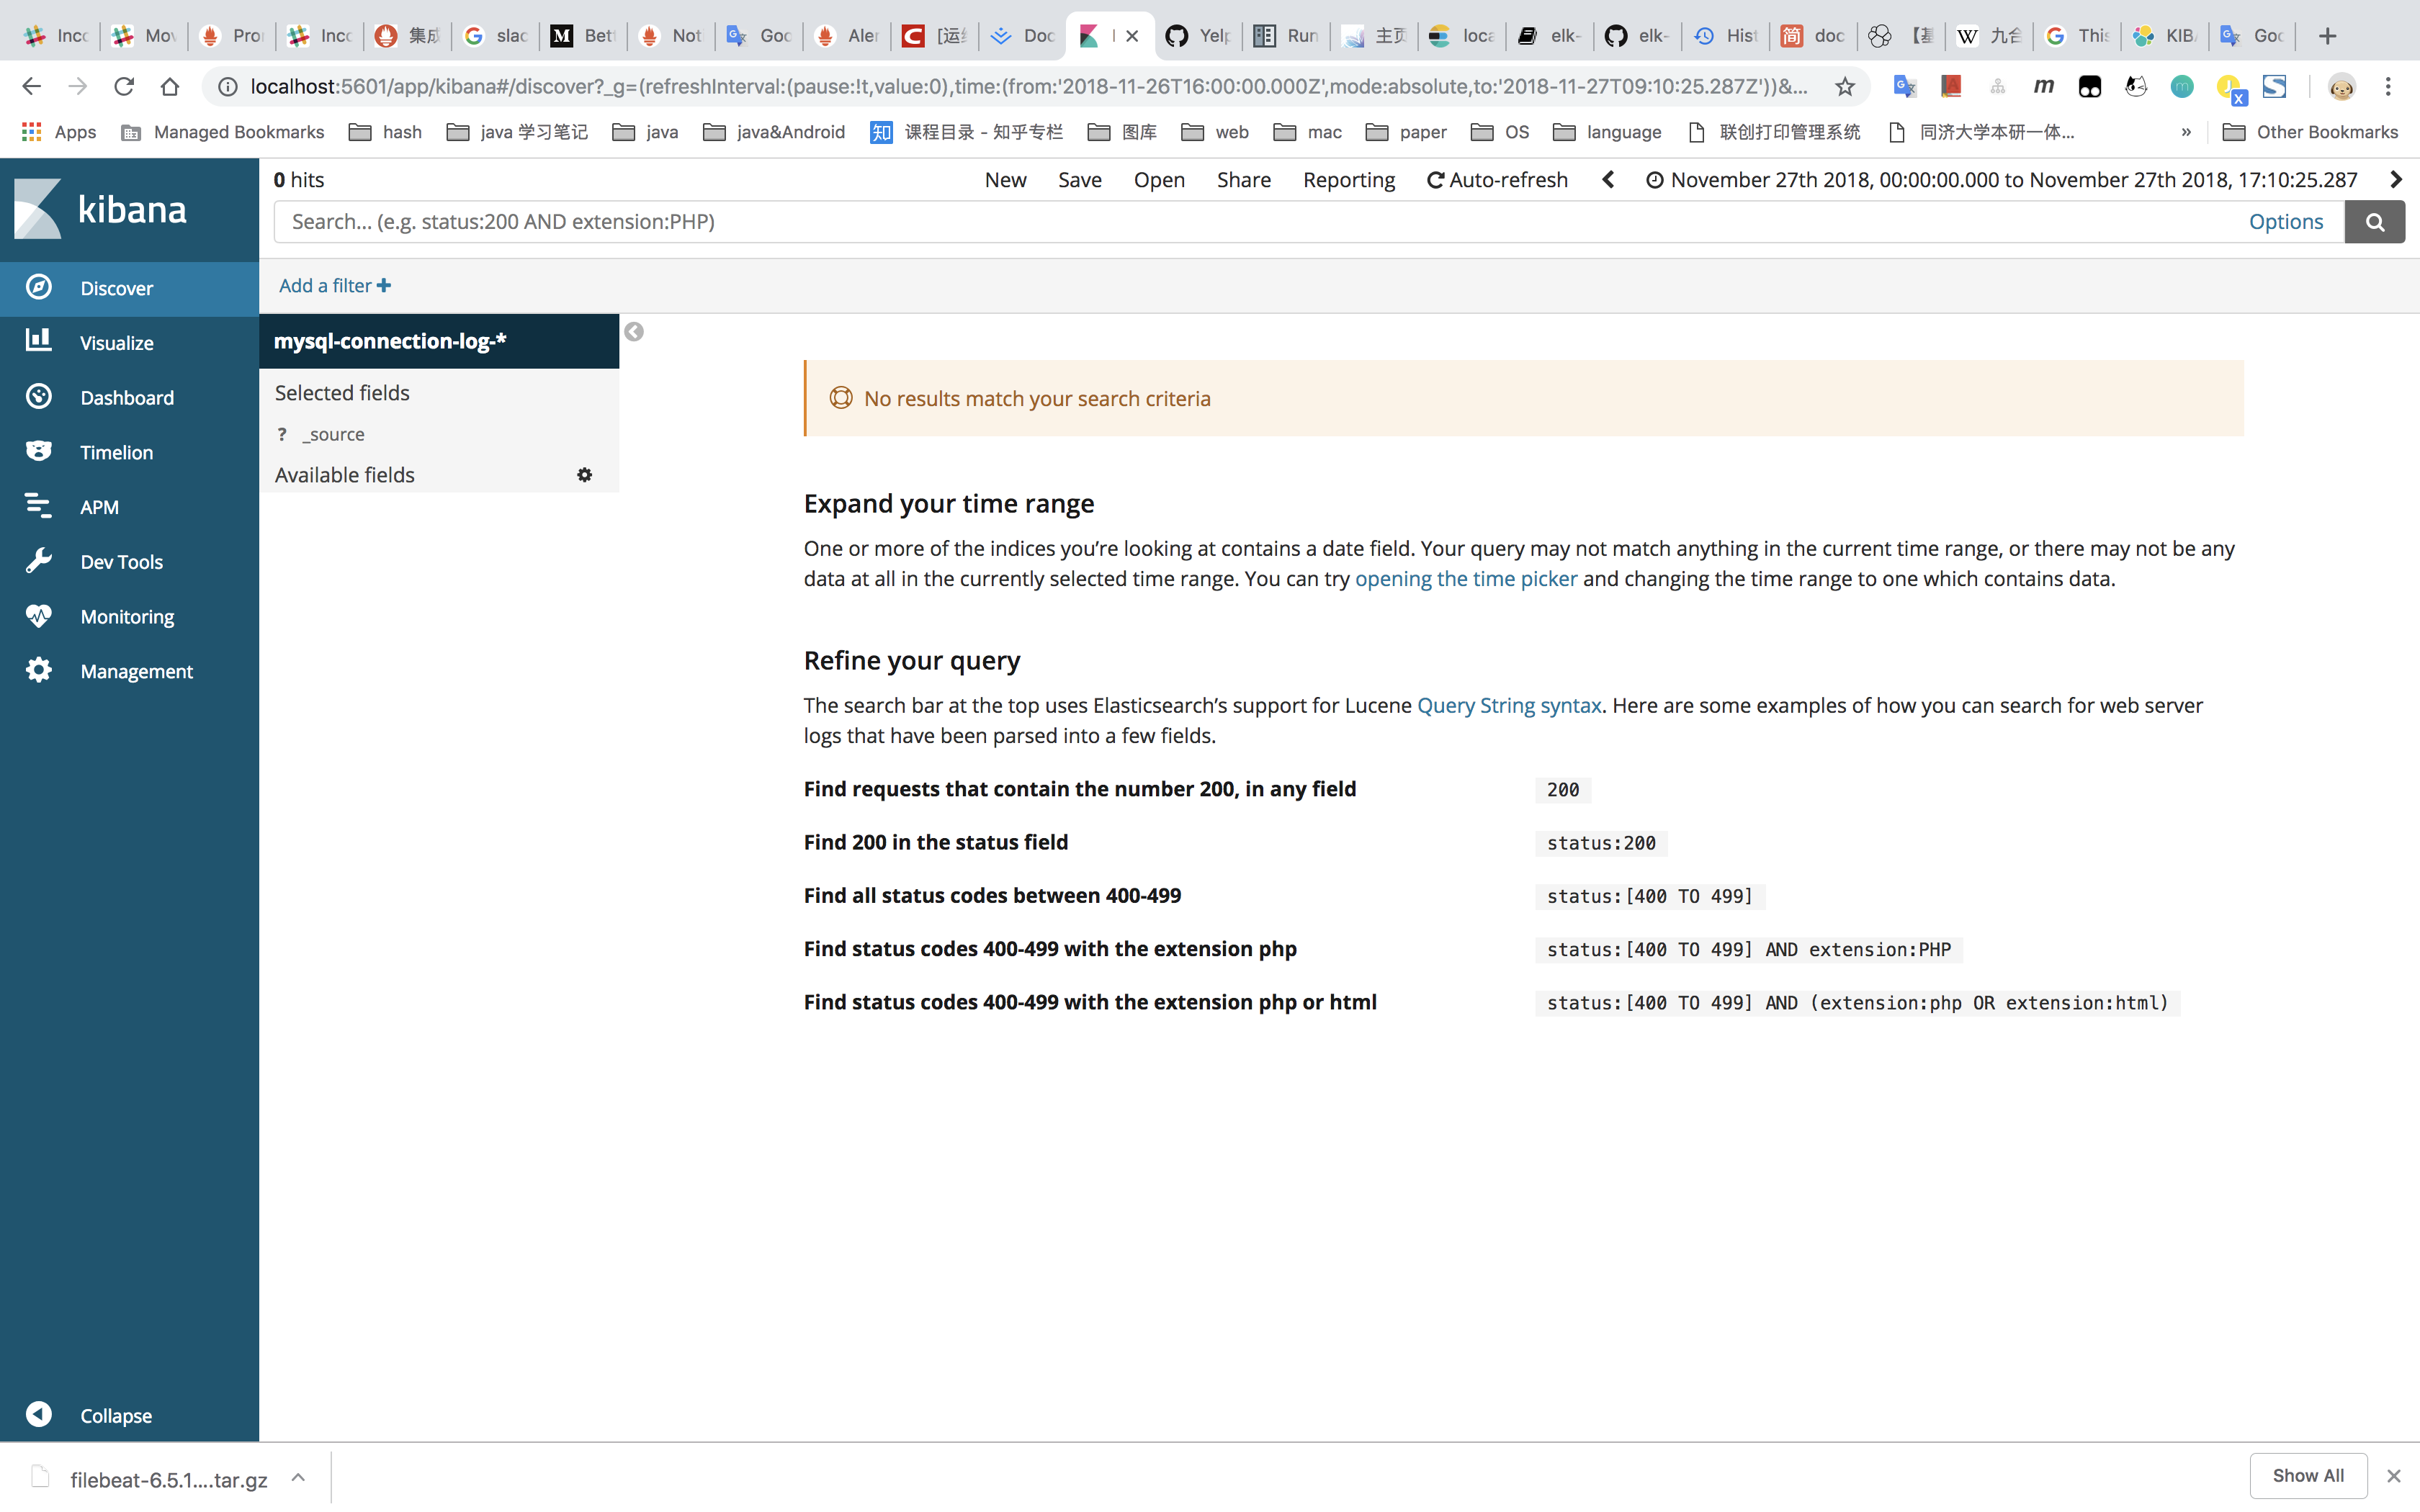 Inco
Mov
Pro
Inco
集成
slac
M
Bett
Not
Goo
Aler
[运维
Doc
Yelp
Run
主页
loca
elk-
elk-
Hist
简
doc
【基
W
九合
This
KIBA
Goo
localhost:5601/app/kibana#/discover?_g=(refreshInterval:(pause:!t,value:0),time:(from:'2018-11-26T16:00:00.000Z',mode:absolute,to:'2018-11-27T09:10:25.287Z'))&...
Apps
Managed Bookmarks
hash
java 学习笔记
java
java&Android
知
课程目录 - 知乎专栏
图库
web
mac
paper
OS
language
联创打印管理系统
同济大学本研一体...
»
Other Bookmarks
kibana
0 hits
New
Save
Open
Share
Reporting
Auto-refresh
November 27th 2018, 00:00:00.000 to November 27th 2018, 17:10:25.287
Search... (e.g. status:200 AND extension:PHP)
Options
Add a filter +
Discover
Visualize
Dashboard
Timelion
APM
Dev Tools
Monitoring
Management
Collapse
mysql-connection-log-*
Selected fields
? _source
Available fields
No results match your search criteria
Expand your time range
One or more of the indices you’re looking at contains a date field. Your query may not match anything in the current time range, or there may not be any
data at all in the currently selected time range. You can try opening the time picker and changing the time range to one which contains data.
Refine your query
The search bar at the top uses Elasticsearch’s support for Lucene Query String syntax. Here are some examples of how you can search for web server
logs that have been parsed into a few fields.
Find requests that contain the number 200, in any field
200
Find 200 in the status field
status:200
Find all status codes between 400-499
status:[400 TO 499]
Find status codes 400-499 with the extension php
status:[400 TO 499] AND extension:PHP
Find status codes 400-499 with the extension php or html
status:[400 TO 499] AND (extension:php OR extension:html)
filebeat-6.5.1....tar.gz
Show All